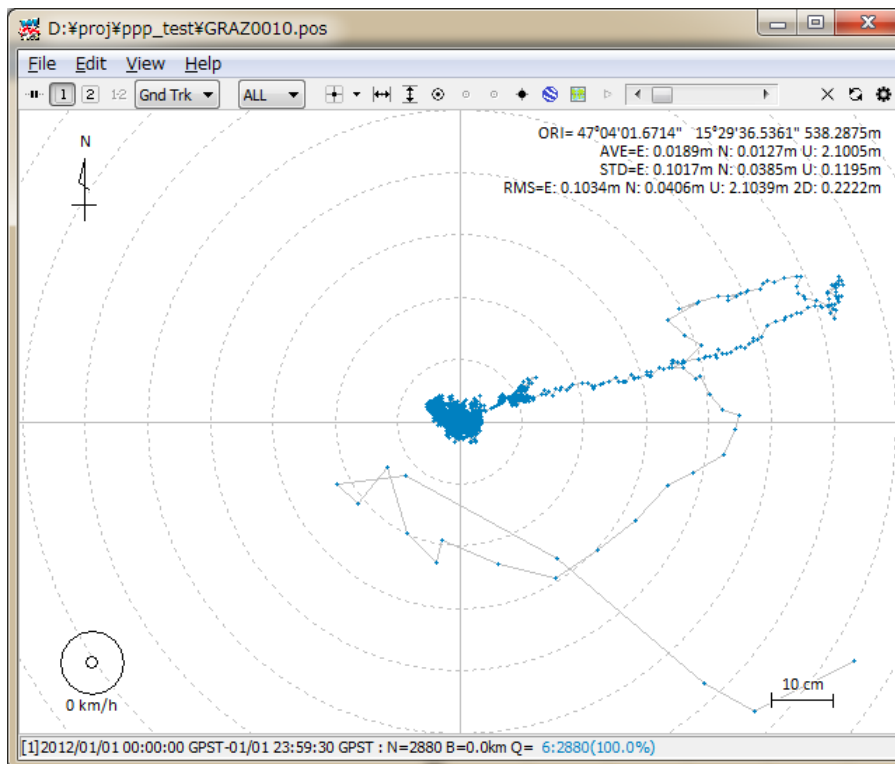 D:¥proj¥ppp_test¥GRAZ0010.pos
File Edit View Help
1 2 1-2 Gnd Trk ALL
ORI= 47°04'01.6714" 15°29'36.5361" 538.2875m
AVE=E: 0.0189m N: 0.0127m U: 2.1005m
STD=E: 0.1017m N: 0.0385m U: 0.1195m
RMS=E: 0.1034m N: 0.0406m U: 2.1039m 2D: 0.2222m
N
0 km/h
10 cm
[1]2012/01/01 00:00:00 GPST-01/01 23:59:30 GPST : N=2880 B=0.0km Q= 6:2880(100.0%)